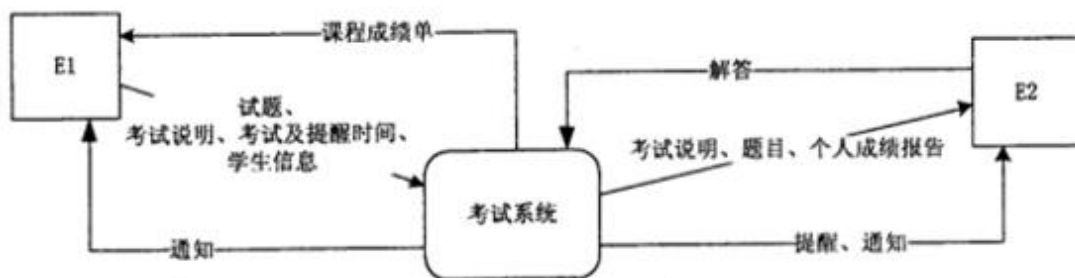 课程成绩单
E1
解答
E2
试题、
考试说明、考试及提醒时间、
学生信息
考试说明、题目、个人成绩报告
考试系统
通知
提醒、通知